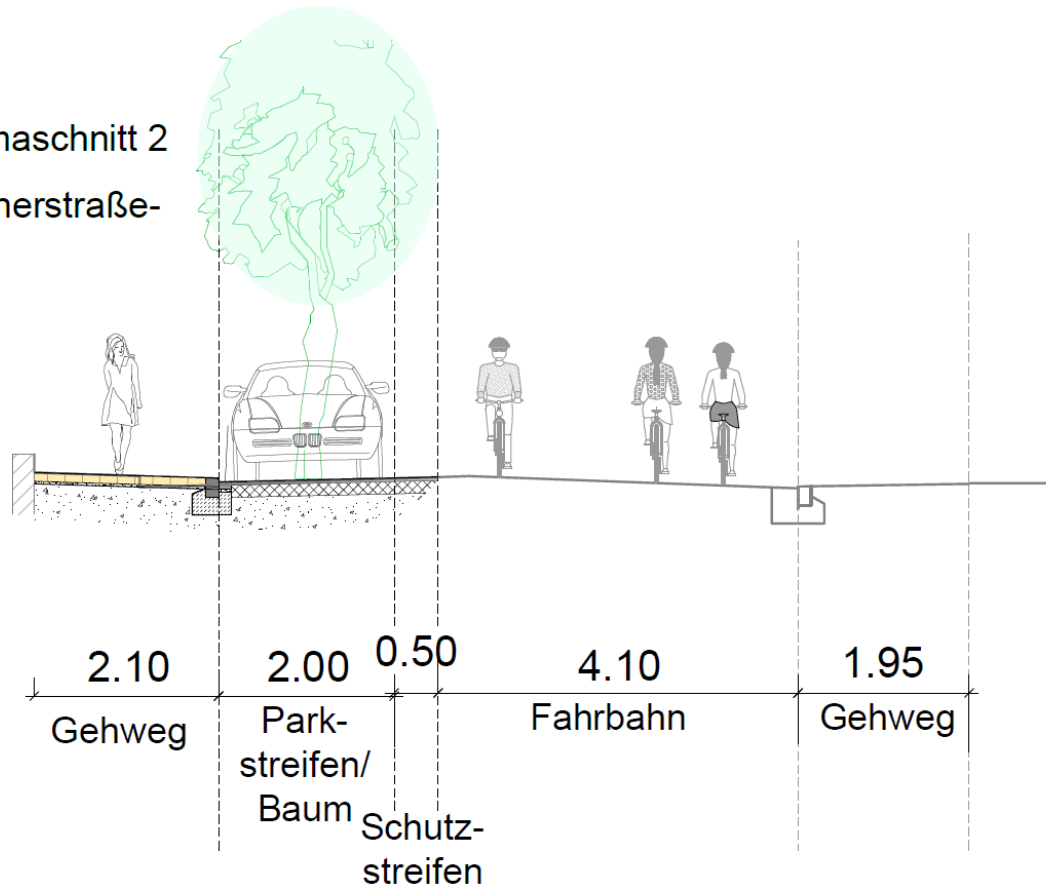 naschnitt 2
nerstraße-
2.10
2.00
0.50
4.10
1.95
Gehweg
Park-
streifen/
Baum
Schutz-
streifen
Fahrbahn
Gehweg